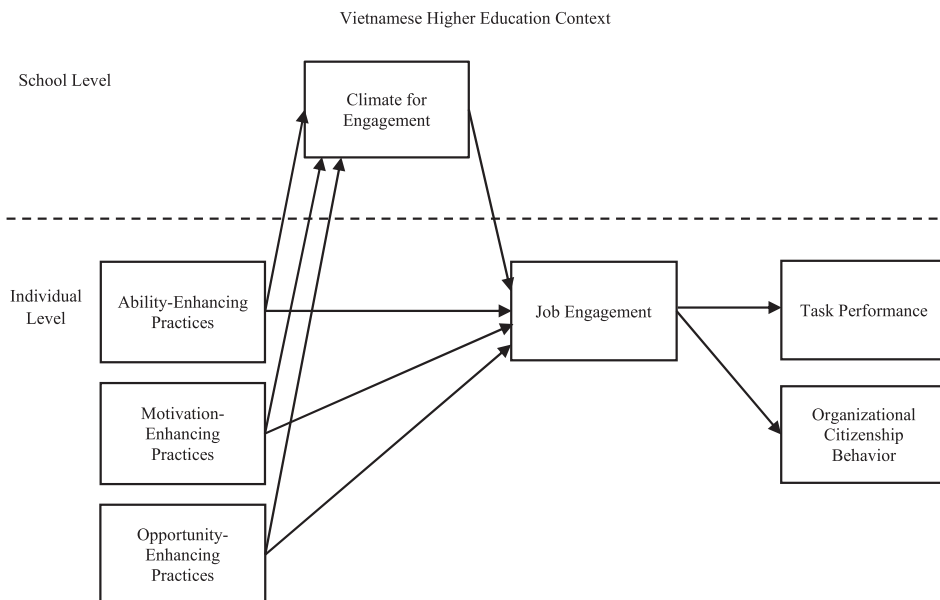 Vietnamese Higher Education Context
School Level
Climate for
Engagement
Individual
Level
Ability-Enhancing
Practices
Job Engagement
Task Performance
Motivation-
Enhancing
Practices
Organizational
Citizenship
Behavior
Opportunity-
Enhancing
Practices